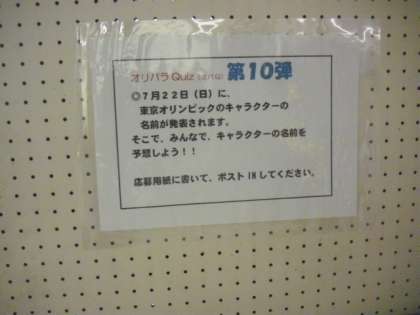 オリパラ Quiz 第10弾
◎7月22日（日）に、
東京オリンピックのキャラクターの
名前が発表されます。
そこで、みんなで、キャラクターの名前を
予想しよう！！
応募用紙に書いて、ポストINしてください。